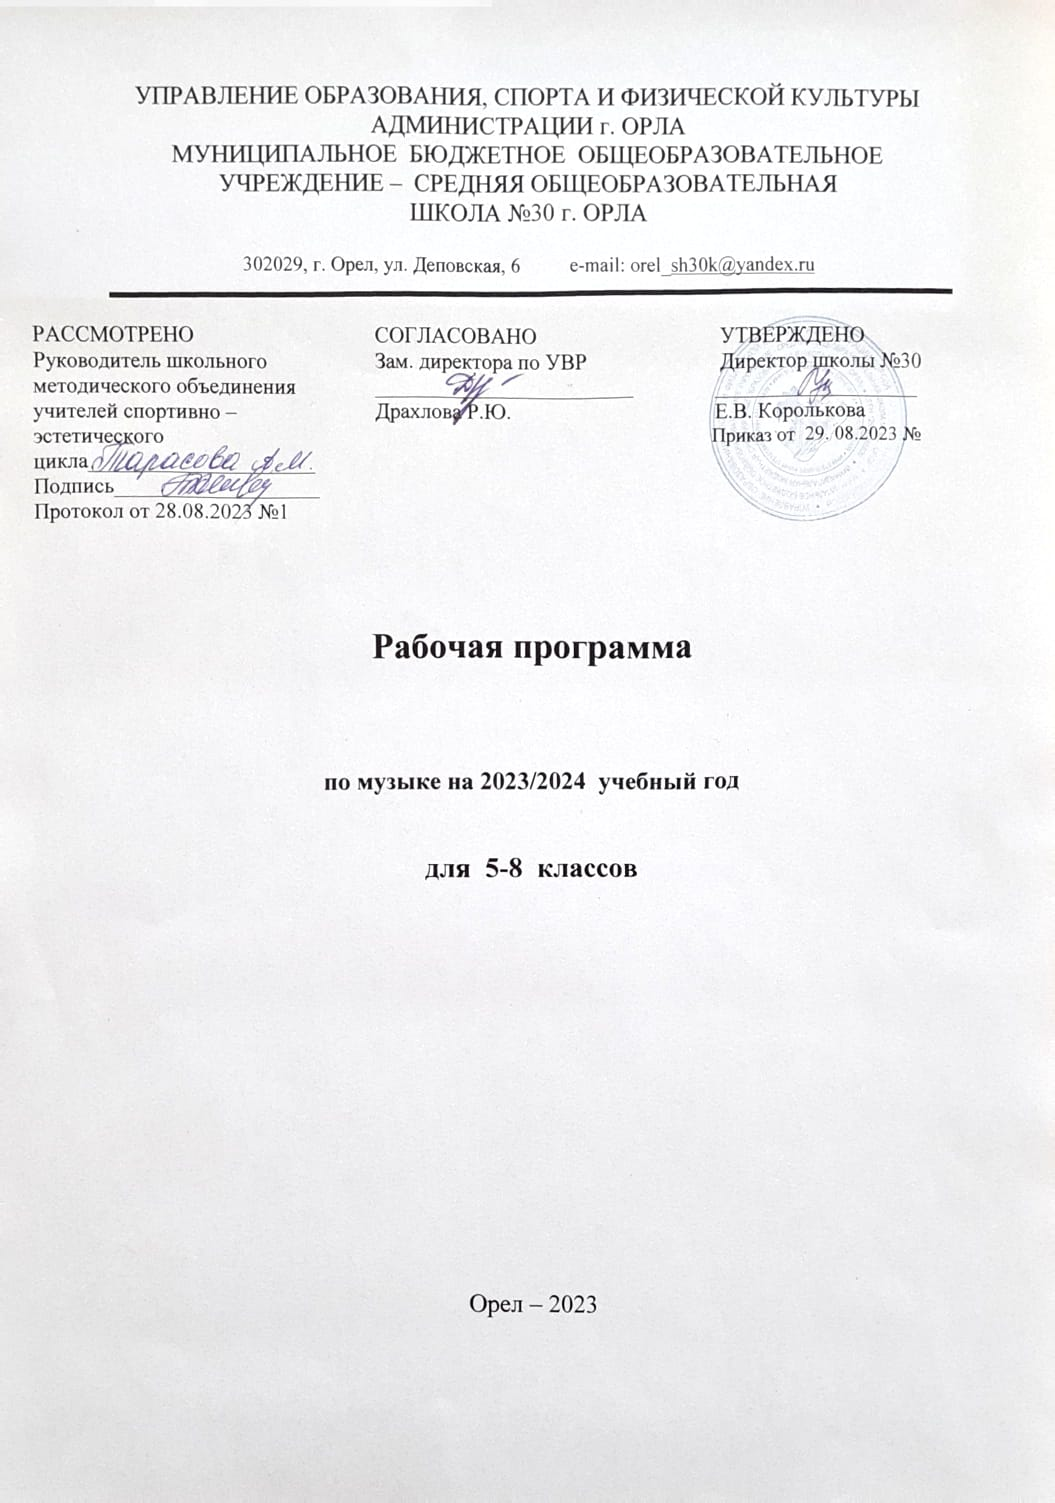 УПРАВЛЕНИЕ ОБРАЗОВАНИЯ, СПОРТА И ФИЗИЧЕСКОЙ КУЛЬТУРЫ
АДМИНИСТРАЦИИ г. ОРЛА
МУНИЦИПАЛЬНОЕ БЮДЖЕТНОЕ ОБЩЕОБРАЗОВАТЕЛЬНОЕ
УЧРЕЖДЕНИЕ – СРЕДНЯЯ ОБЩЕОБРАЗОВАТЕЛЬНАЯ
ШКОЛА №30 г. ОРЛА
302029, г. Орел, ул. Деповская, 6 e-mail: orel_sh30k@yandex.ru
РАССМОТРЕНО
Руководитель школьного
методического объединения
учителей спортивно –
эстетического
цикла Тарасова А.М.
Подпись
Протокол от 28.08.2023 №1
СОГЛАСОВАНО
Зам. директора по УВР
Драхлова Р.Ю.
УТВЕРЖДЕНО
Директор школы №30
Е.В. Королькова
Приказ от 29. 08.2023 №
Рабочая программа
по музыке на 2023/2024 учебный год
для 5-8 классов
Орел – 2023